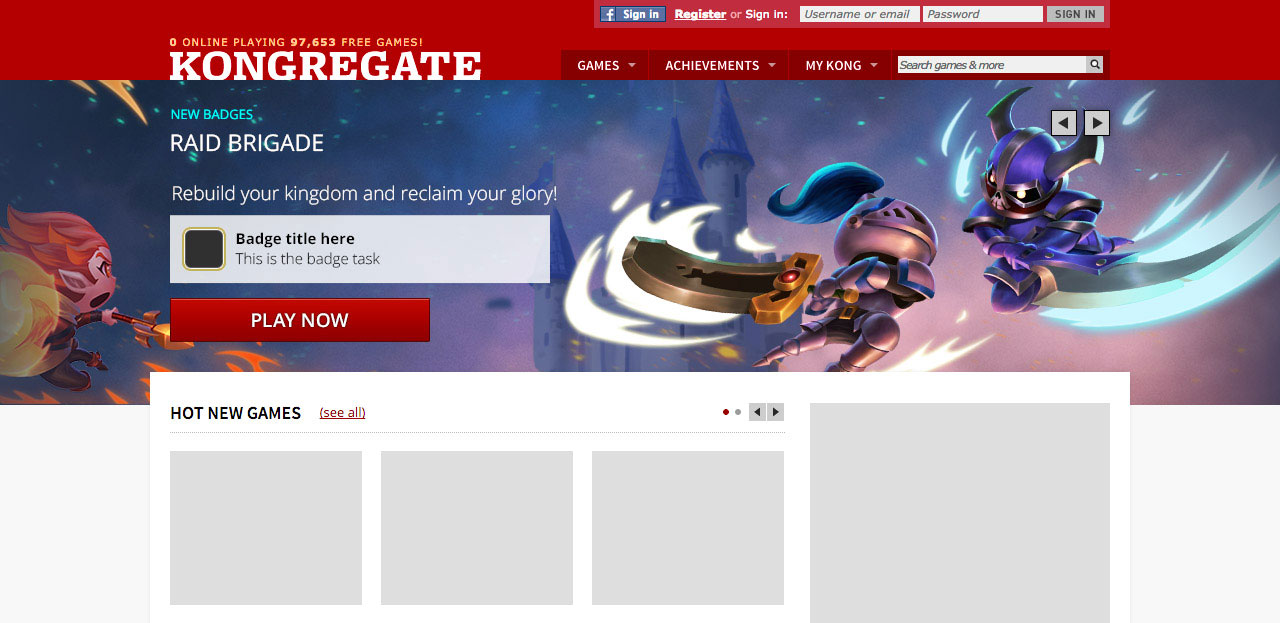 Sign in Register or Sign in: Username or email Password SIGN IN
0 ONLINE PLAYING 97,653 FREE GAMES!
KONGREGATE
GAMES ACHIEVEMENTS MY KONG Search games & more
NEW BADGES
RAID BRIGADE
Rebuild your kingdom and reclaim your glory!
Badge title here
This is the badge task
PLAY NOW
HOT NEW GAMES (see all)